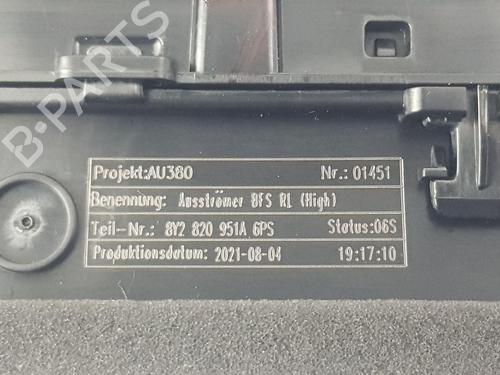 B-PARTS
Projekt:AU380 Nr.: 01451
Benennung: Ausströmer BFS RL (High)
Teil-Nr.: 8Y2 820 951A 6PS Status:06S
Produktionsdatum: 2021-08-04 19:17:10